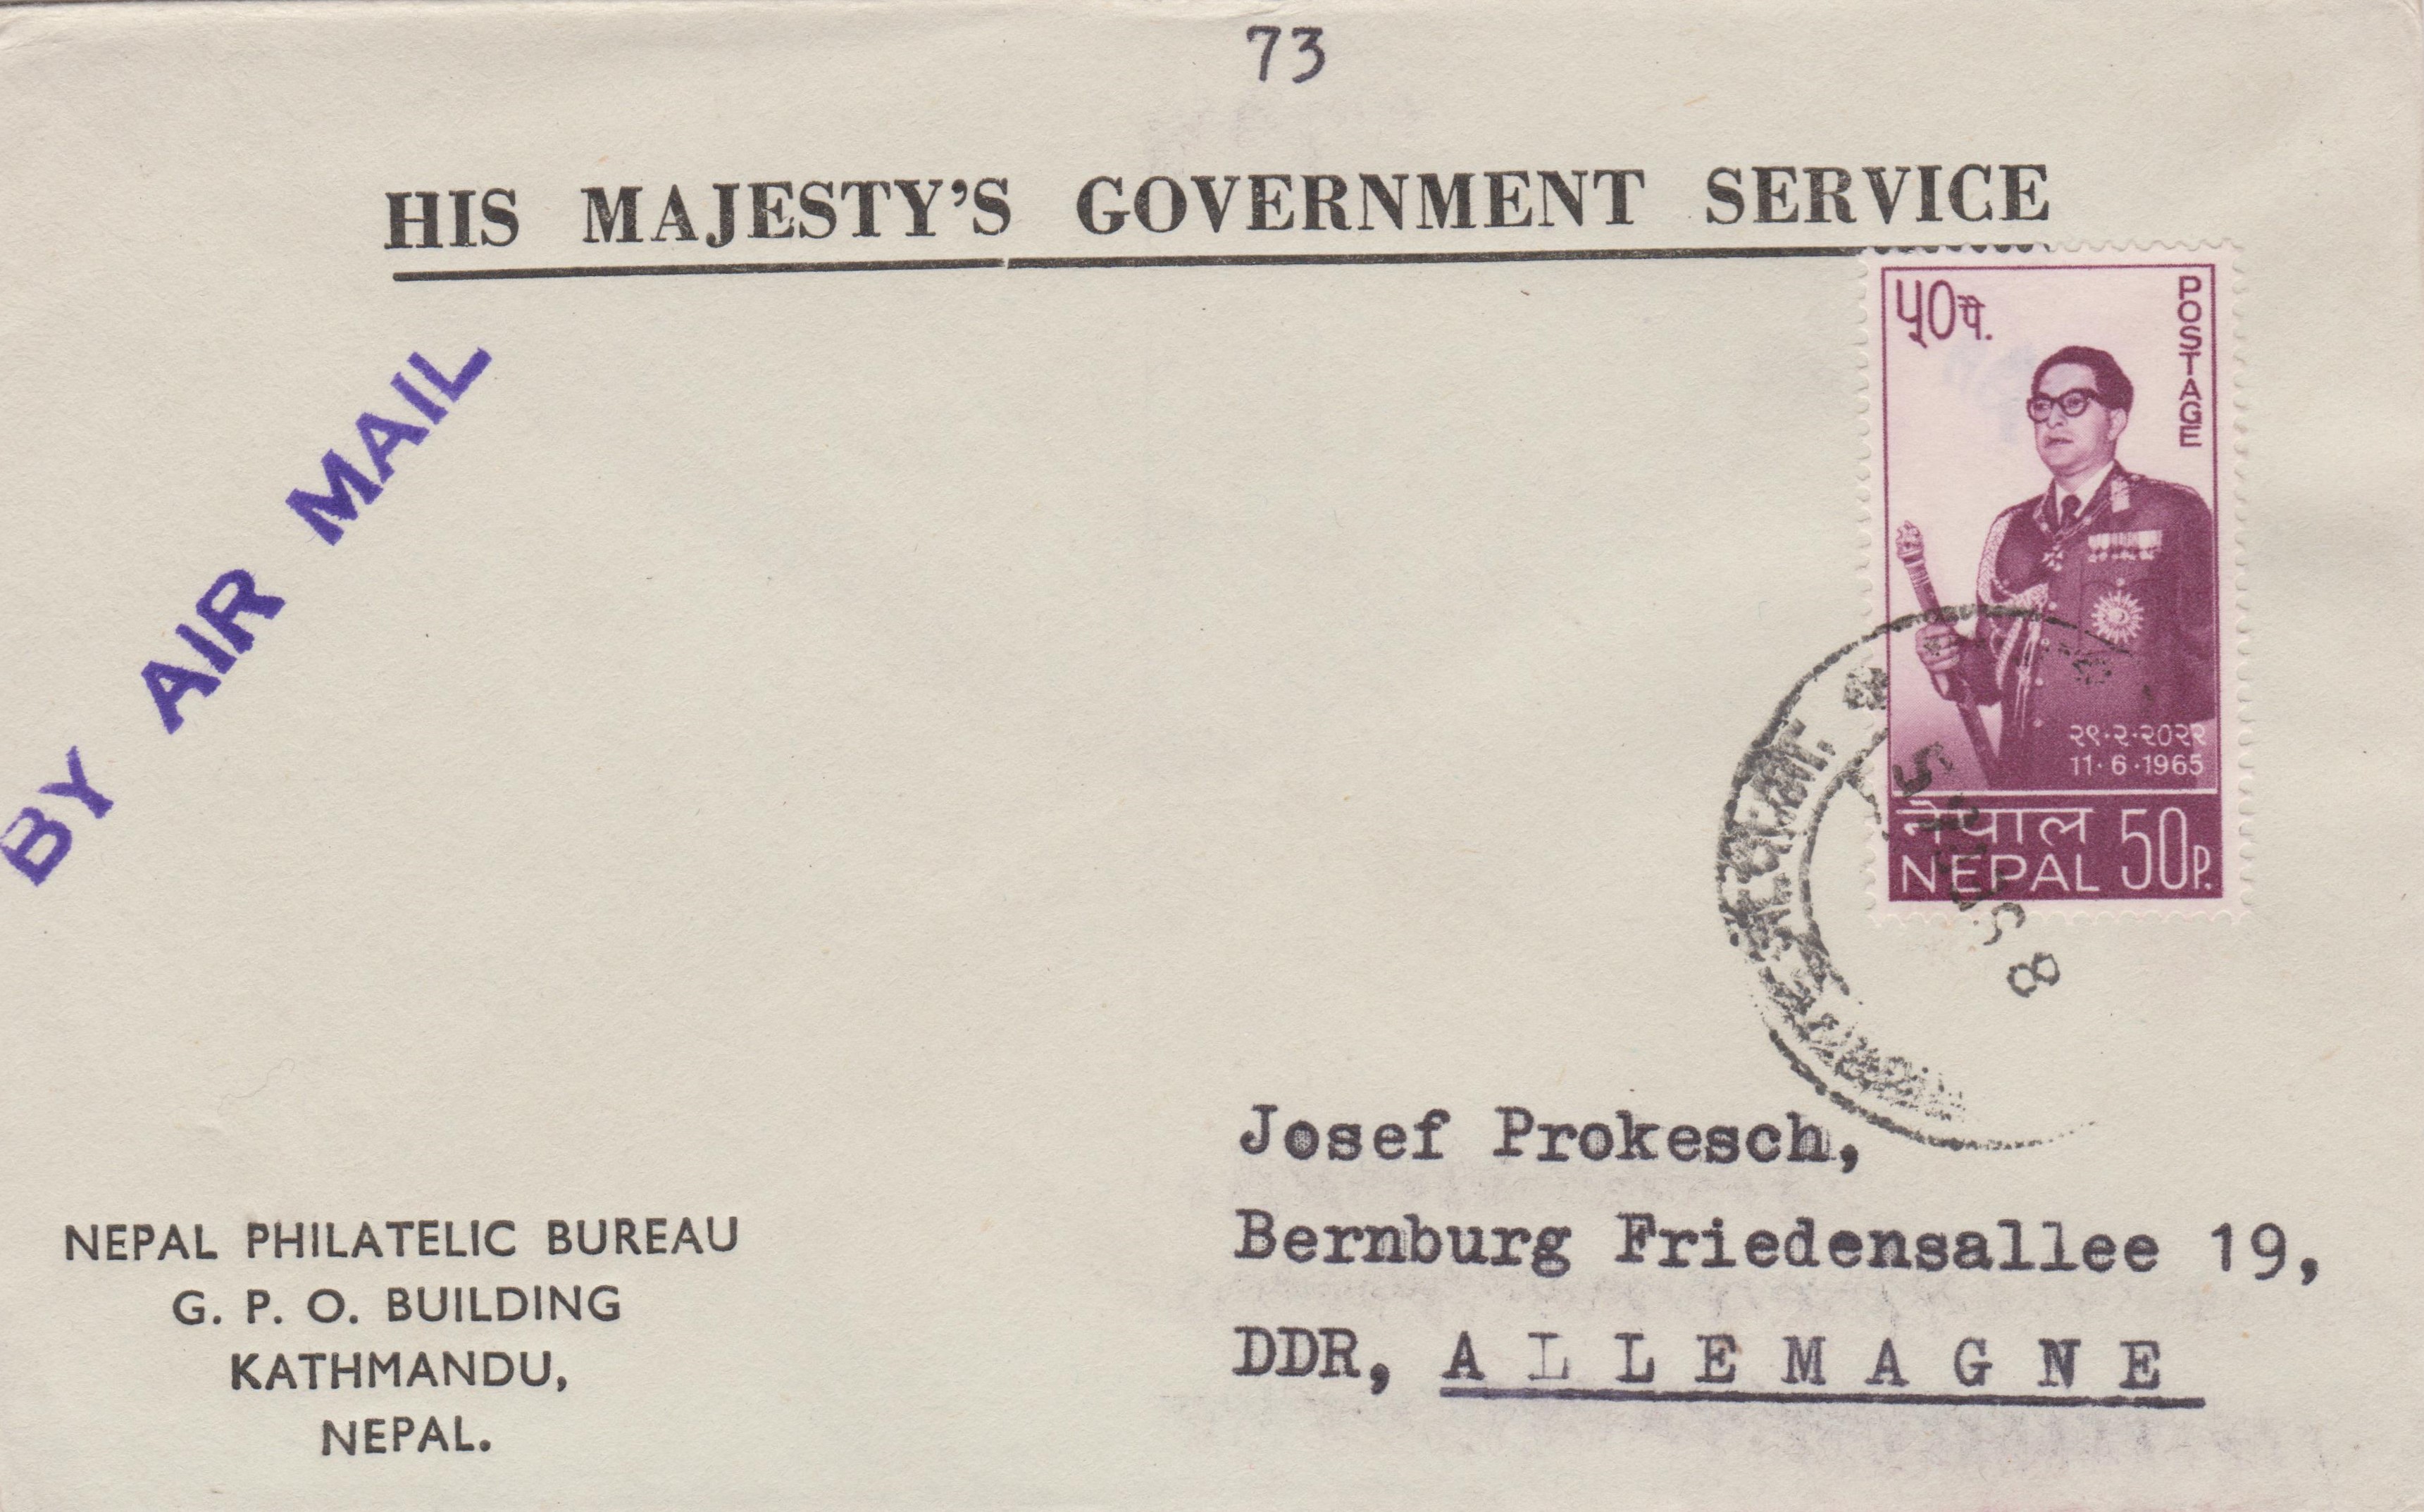 73
HIS MAJESTY'S GOVERNMENT SERVICE
BY AIR MAIL
५०पै.
POSTAGE
२९·२·२०२२
11·6·1965
नेपाल
NEPAL 50P.
Josef Prokesch,
Bernburg Friedensallee 19,
DDR, ALLEMAGNE
NEPAL PHILATELIC BUREAU
G. P. O. BUILDING
KATHMANDU,
NEPAL.